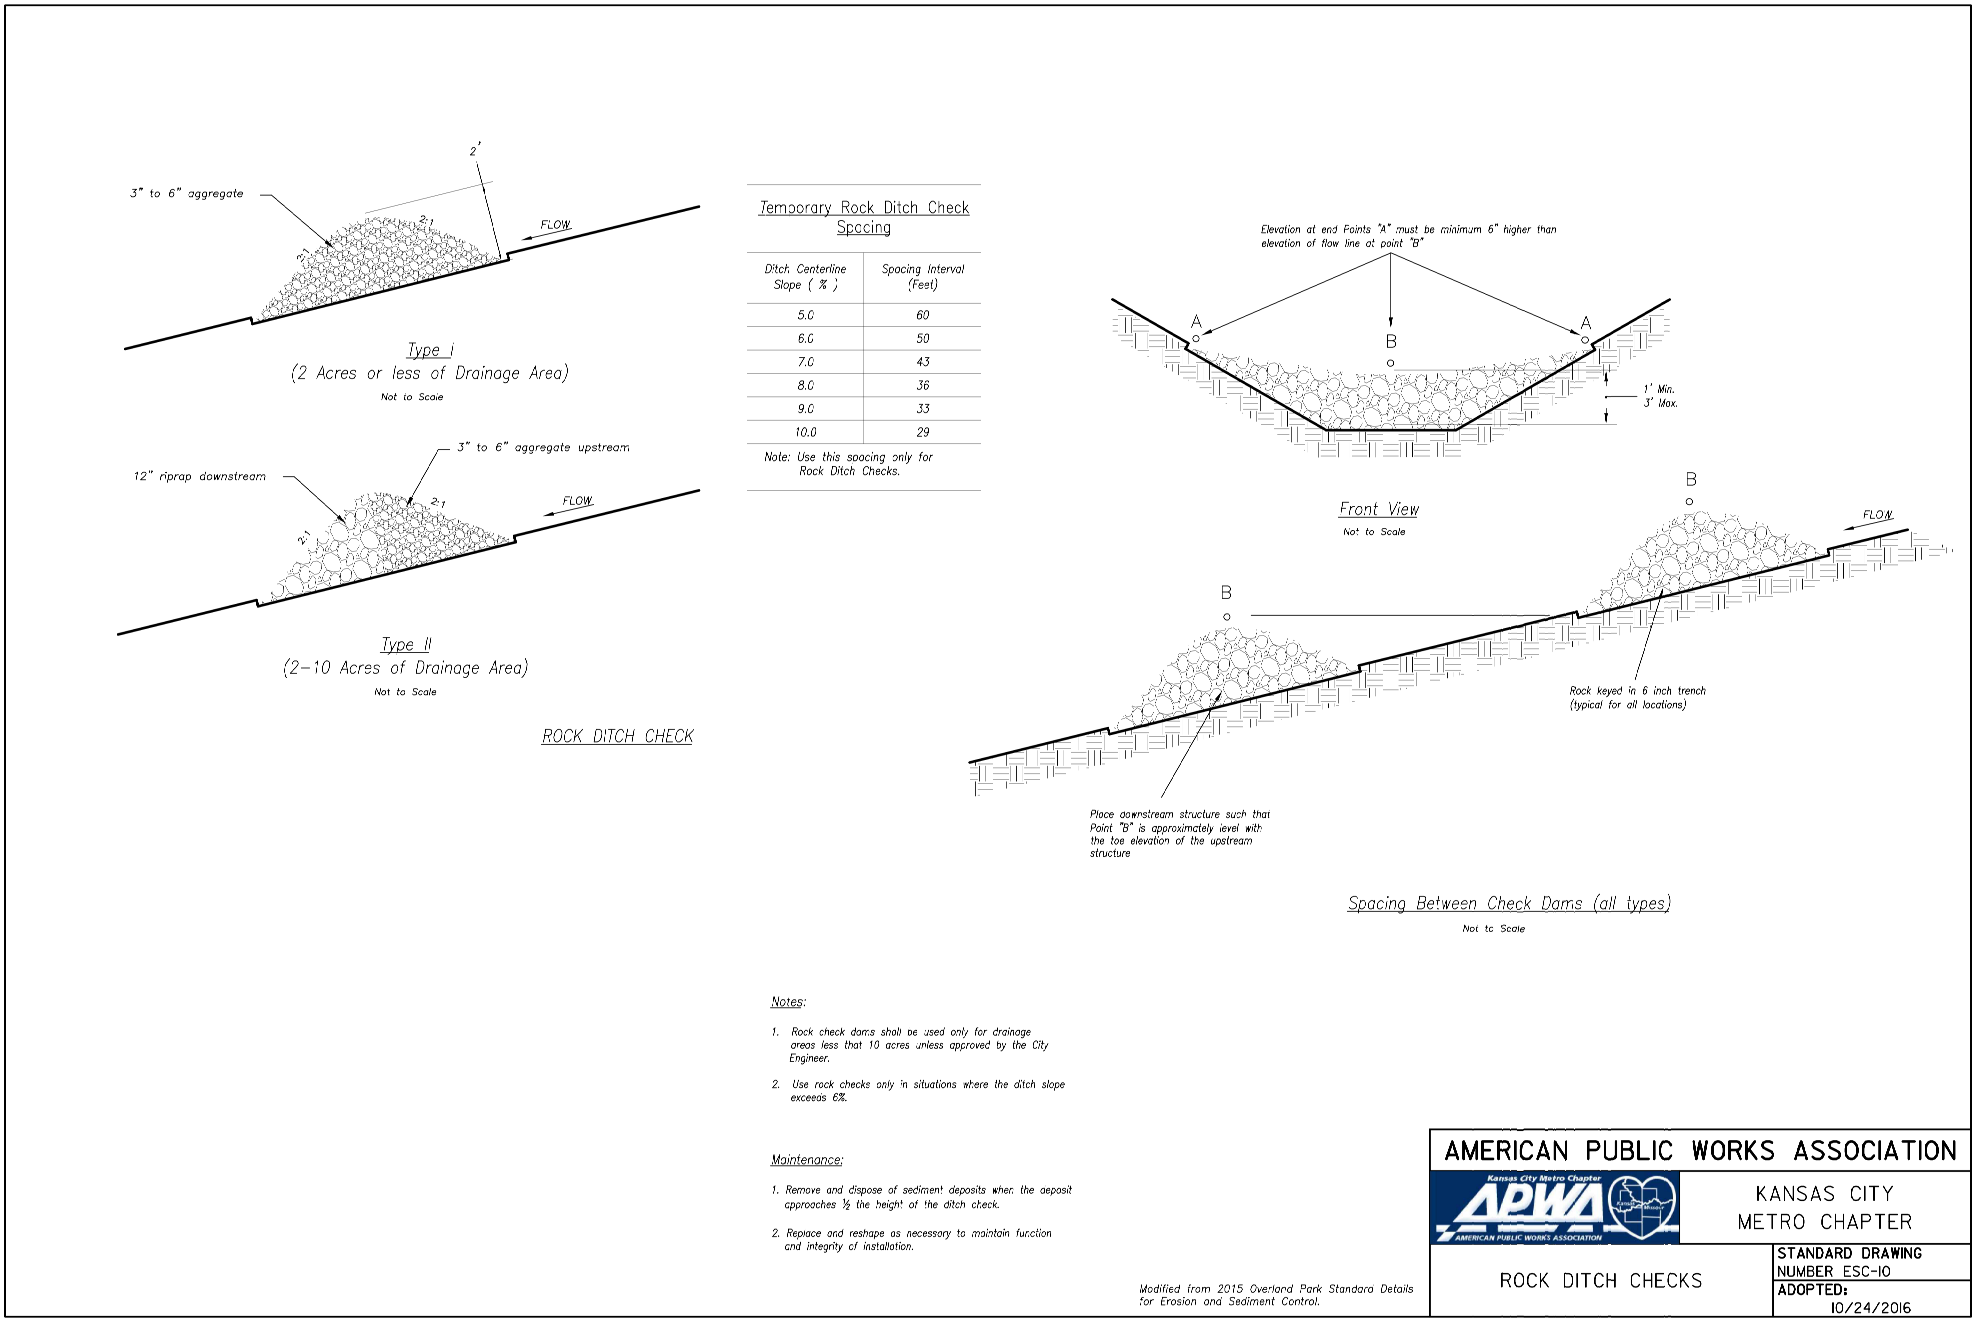 2'
3" to 6" aggregate
2:1
FLOW
2:1
Type I
(2 Acres or less of Drainage Area)
Not to Scale
3" to 6" aggregate upstream
12" riprap downstream
2:1
FLOW
2:1
Type II
(2-10 Acres of Drainage Area)
Not to Scale
ROCK DITCH CHECK
Temporary Rock Ditch Check
Spacing
Ditch Centerline Spacing Interval
Slope ( % ) (Feet)
5.0 60
6.0 50
7.0 43
8.0 36
9.0 33
10.0 29
Note: Use this spacing only for
Rock Ditch Checks.
Elevation at end Points "A" must be minimum 6" higher than
elevation of flow line at point "B"
A B A
1' Min.
3' Max.
Front View
Not to Scale
B
FLOW
B
Rock keyed in 6 inch trench
(typical for all locations)
Place downstream structure such that
Point "B" is approximately level with
the toe elevation of the upstream
structure
Spacing Between Check Dams (all types)
Not to Scale
Notes:
1. Rock check dams shall be used only for drainage
areas less that 10 acres unless approved by the City
Engineer.
2. Use rock checks only in situations where the ditch slope
exceeds 6%.
Maintenance:
1. Remove and dispose of sediment deposits when the deposit
approaches ½ the height of the ditch check.
2. Replace and reshape as necessary to maintain function
and integrity of installation.
Modified from 2015 Overland Park Standard Details
for Erosion and Sediment Control.
AMERICAN PUBLIC WORKS ASSOCIATION
Kansas City Metro Chapter
APWA
Kansas Missouri
AMERICAN PUBLIC WORKS ASSOCIATION
KANSAS CITY
METRO CHAPTER
ROCK DITCH CHECKS
STANDARD DRAWING
NUMBER ESC-10
ADOPTED:
10/24/2016